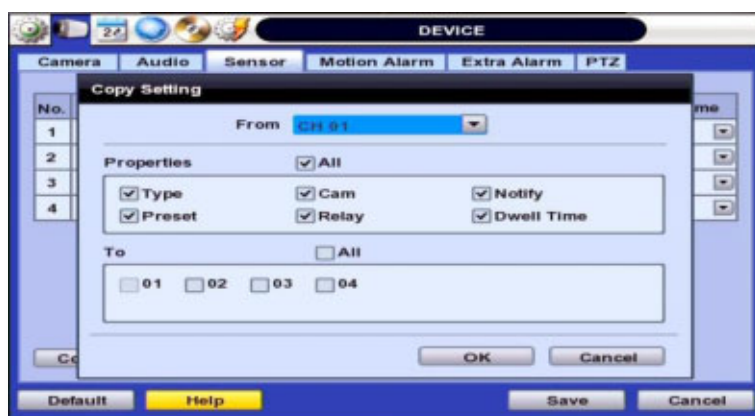 24
DEVICE
Camera Audio Sensor Motion Alarm Extra Alarm PTZ
Copy Setting
No.
me
From CH 01
1
2
3
4
Properties All
Type Cam Notify
Preset Relay Dwell Time
To All
01 02 03 04
Co
OK Cancel
Default Help Save Cancel